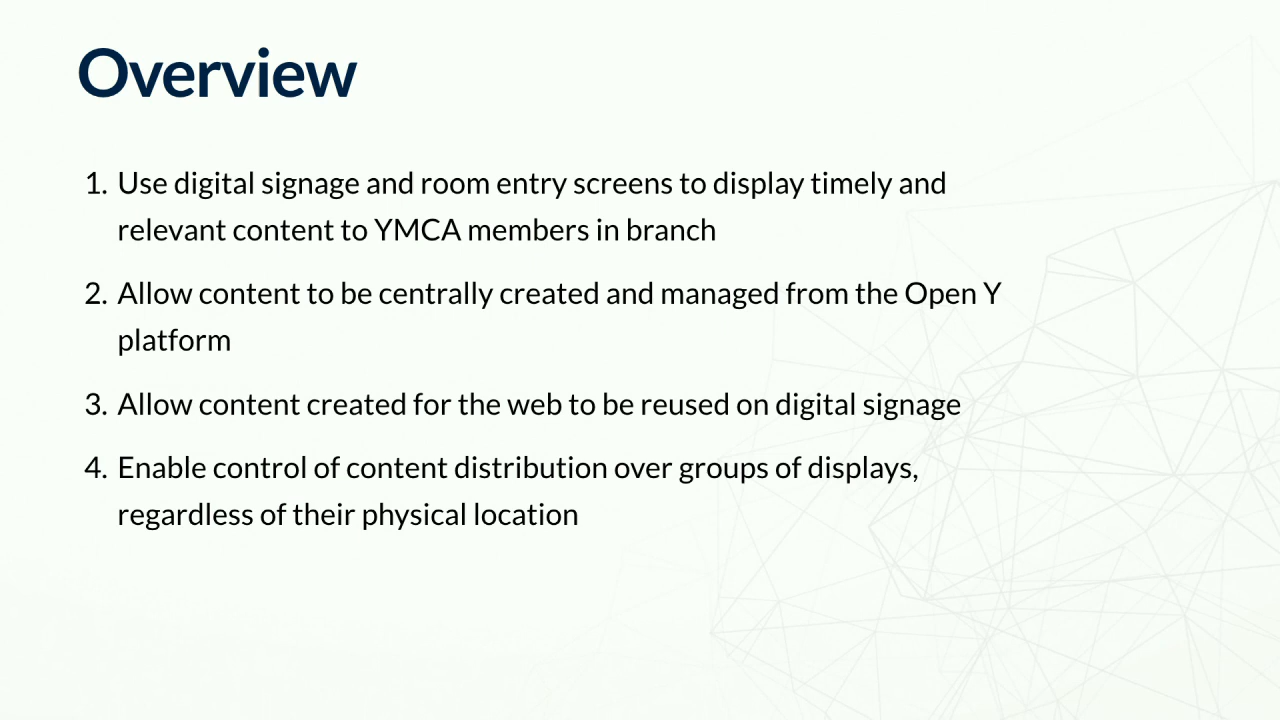 Overview
1. Use digital signage and room entry screens to display timely and
relevant content to YMCA members in branch
2. Allow content to be centrally created and managed from the Open Y
platform
3. Allow content created for the web to be reused on digital signage
4. Enable control of content distribution over groups of displays,
regardless of their physical location